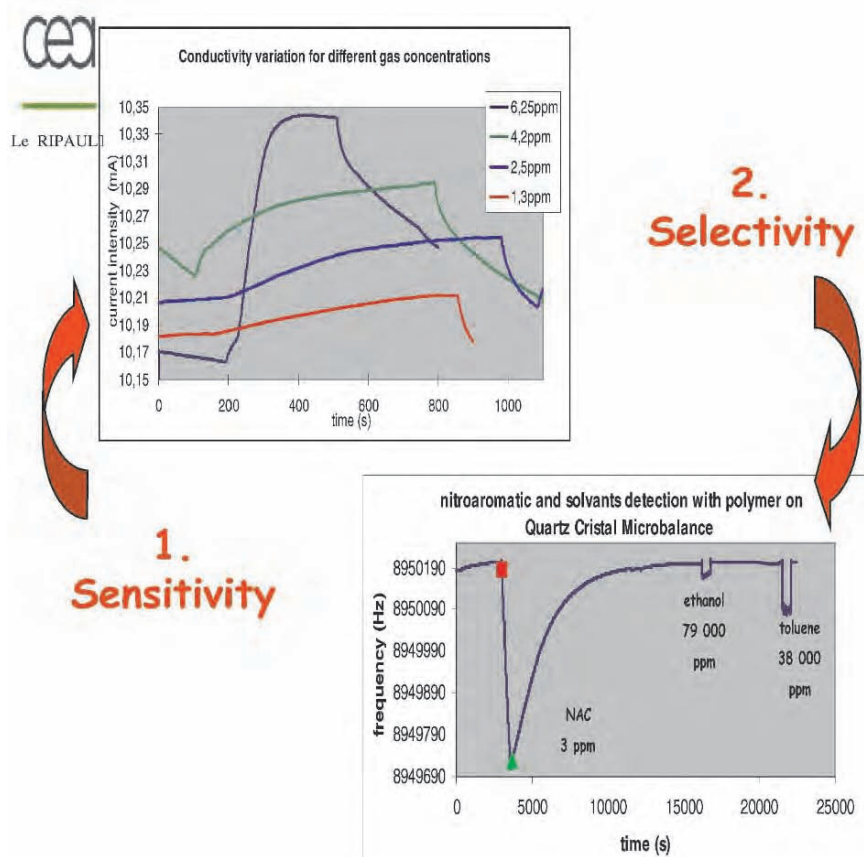 cea
Le RIPAULT
Conductivity variation for different gas concentrations
current intensity (mA)
10,35
10,33
10,31
10,29
10,27
10,25
10,23
10,21
10,19
10,17
10,15
0
200
400
600
800
1000
time (s)
6,25ppm
4,2ppm
2,5ppm
1,3ppm
2.
Selectivity
1.
Sensitivity
nitroaromatic and solvants detection with polymer on
Quartz Cristal Microbalance
frequency (Hz)
8950190
8950090
8949990
8949890
8949790
8949690
NAC
3 ppm
ethanol
79 000
ppm
toluene
38 000
ppm
0
5000
10000
15000
20000
25000
time (s)